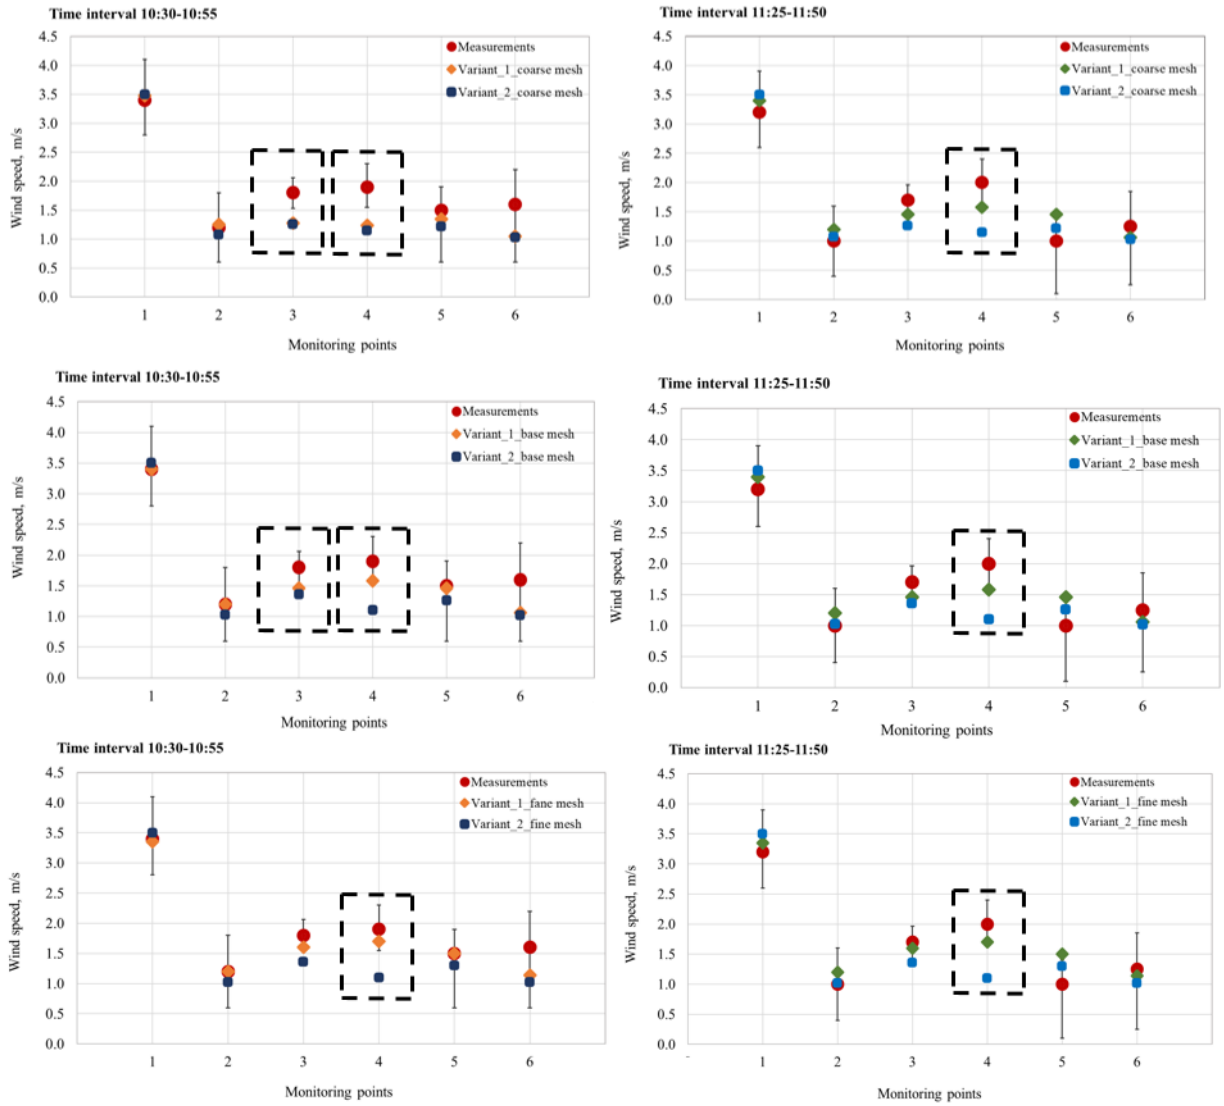 Time interval 10:30-10:55
4.5
4.0
3.5
3.0
2.5
2.0
1.5
1.0
0.5
0.0
Wind speed, m/s
Measurements
Variant_1_coarse mesh
Variant_2_coarse mesh
1 2 3 4 5 6
Monitoring points
Time interval 11:25-11:50
4.5
4.0
3.5
3.0
2.5
2.0
1.5
1.0
0.5
0.0
Wind speed, m/s
Measurements
Variant_1_coarse mesh
Variant_2_coarse mesh
1 2 3 4 5 6
Monitoring points
Time interval 10:30-10:55
4.5
4.0
3.5
3.0
2.5
2.0
1.5
1.0
0.5
0.0
Wind speed, m/s
Measurements
Variant_1_base mesh
Variant_2_base mesh
1 2 3 4 5 6
Monitoring points
Time interval 11:25-11:50
4.5
4.0
3.5
3.0
2.5
2.0
1.5
1.0
0.5
0.0
Wind speed, m/s
Measurements
Variant_1_base mesh
Variant_2_base mesh
1 2 3 4 5 6
Monitoring points
Time interval 10:30-10:55
4.5
4.0
3.5
3.0
2.5
2.0
1.5
1.0
0.5
0.0
Wind speed, m/s
Measurements
Variant_1_fane mesh
Variant_2_fine mesh
1 2 3 4 5 6
Monitoring points
Time interval 11:25-11:50
4.5
4.0
3.5
3.0
2.5
2.0
1.5
1.0
0.5
0.0
Wind speed, m/s
Measurements
Variant_1_fine mesh
Variant_2_fine mesh
1 2 3 4 5 6
Monitoring points